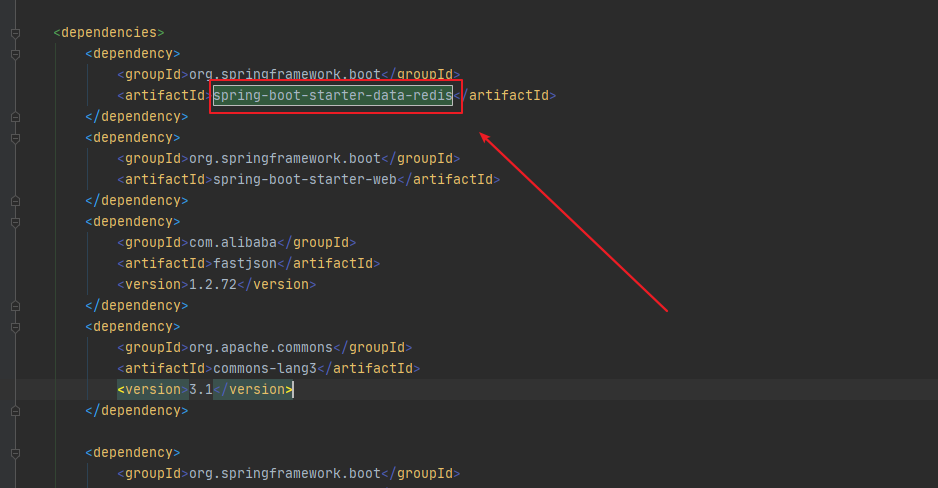 <dependencies>
<dependency>
<groupId>org.springframework.boot</groupId>
<artifactId>spring-boot-starter-data-redis</artifactId>
</dependency>
<dependency>
<groupId>org.springframework.boot</groupId>
<artifactId>spring-boot-starter-web</artifactId>
</dependency>
<dependency>
<groupId>com.alibaba</groupId>
<artifactId>fastjson</artifactId>
<version>1.2.72</version>
</dependency>
<dependency>
<groupId>org.apache.commons</groupId>
<artifactId>commons-lang3</artifactId>
<version>3.1</version>
</dependency>
<dependency>
<groupId>org.springframework.boot</groupId>